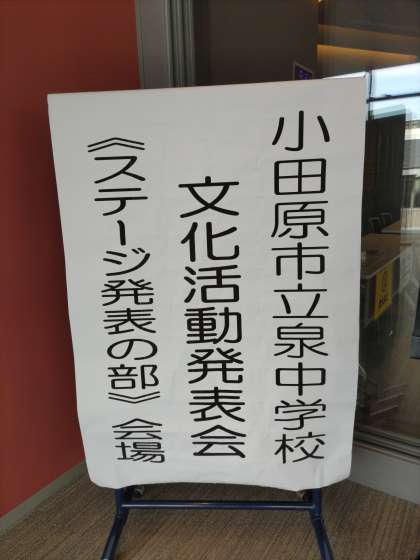 小田原市立泉中学校
文化活動発表会
《ステージ発表の部》会場